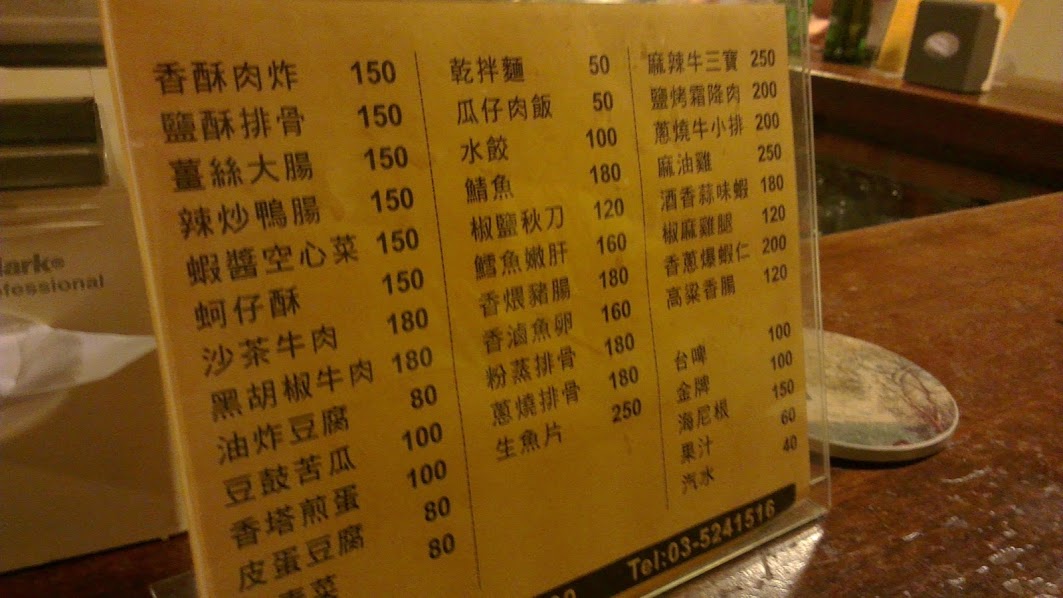 香酥肉炸 150
鹽酥排骨 150
薑絲大腸 150
辣炒鴨腸 150
蝦醬空心菜 150
蚵仔酥 150
沙茶牛肉 180
黑胡椒牛肉 180
油炸豆腐 80
豆鼓苦瓜 100
香塔煎蛋 100
皮蛋豆腐 80
青菜 80
乾拌麵 50
瓜仔肉飯 50
水餃 100
鯖魚 180
椒鹽秋刀 120
鱈魚嫩肝 160
香煨豬腸 180
香滷魚卵 160
粉蒸排骨 180
蔥燒排骨 180
生魚片 250
麻辣牛三寶 250
鹽烤霜降肉 200
蔥燒牛小排 200
麻油雞 250
酒香蒜味蝦 180
椒麻雞腿 120
香蔥爆蝦仁 200
高粱香腸 120
台啤 100
金牌 100
海尼根 150
果汁 60
汽水 40
Tel:03-5241516